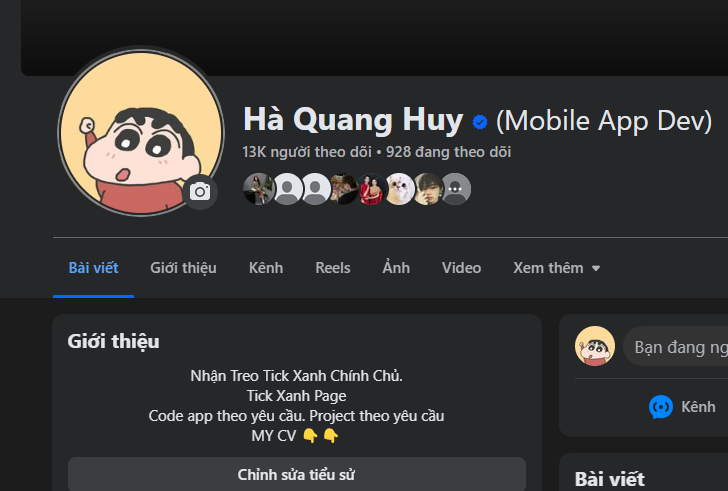 Hà Quang Huy (Mobile App Dev)
13K người theo dõi • 928 đang theo dõi
Bài viết Giới thiệu Kênh Reels Ảnh Video Xem thêm
Giới thiệu
Nhận Treo Tick Xanh Chính Chủ.
Tick Xanh Page
Code app theo yêu cầu. Project theo yêu cầu
MY CV 👇👇
Chỉnh sửa tiểu sử
Bạn đang ng
Kênh
Bài viết